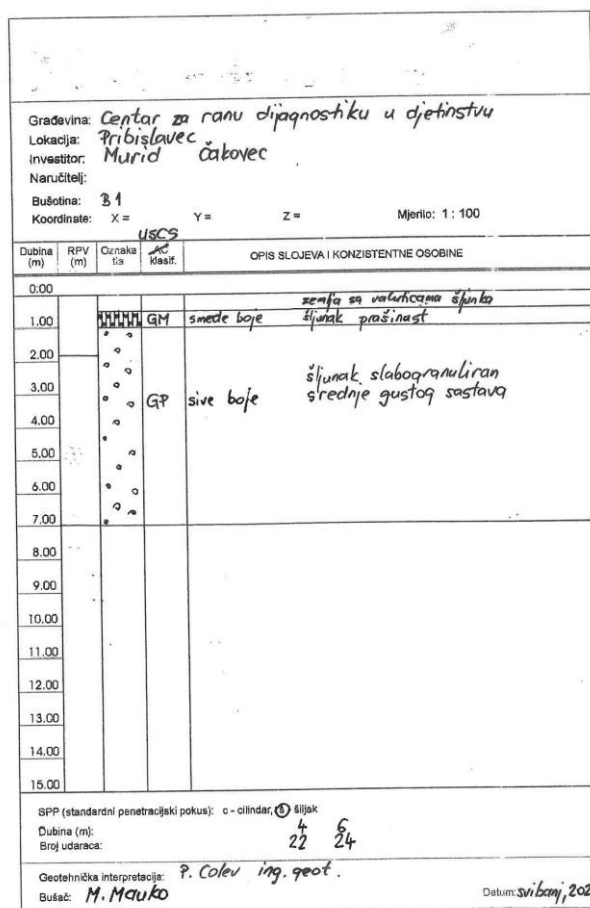 Građevina: Centar za ranu dijagnostiku u djetinstvu
Lokacija: Pribislavec
Investitor: Murid Čakovec
Naručitelj:
Bušotina: B1
Koordinate: X = Y = Z = Mjerilo: 1 : 100
USCS
Dubina (m) RPV (m) Oznaka tla AC klasif. OPIS SLOJEVA I KONZISTENTNE OSOBINE
0:00
zemlja sa valuticama šljunka
1.00 GM smeđe boje šljunak prašinast
2.00
šljunak slabogranuliran
3.00 GP sive boje srednje gustog sastava
4.00
5.00
6.00
7.00
8.00
9.00
10.00
11.00
12.00
13.00
14.00
15.00
SPP (standardni penetracijski pokus): c - cilindar, šiljak
Dubina (m): 4 6
Broj udaraca: 22 24
Geotehnička interpretacija: P. Colev ing. geot.
Bušač: M. Mauko Datum: svibanj, 202